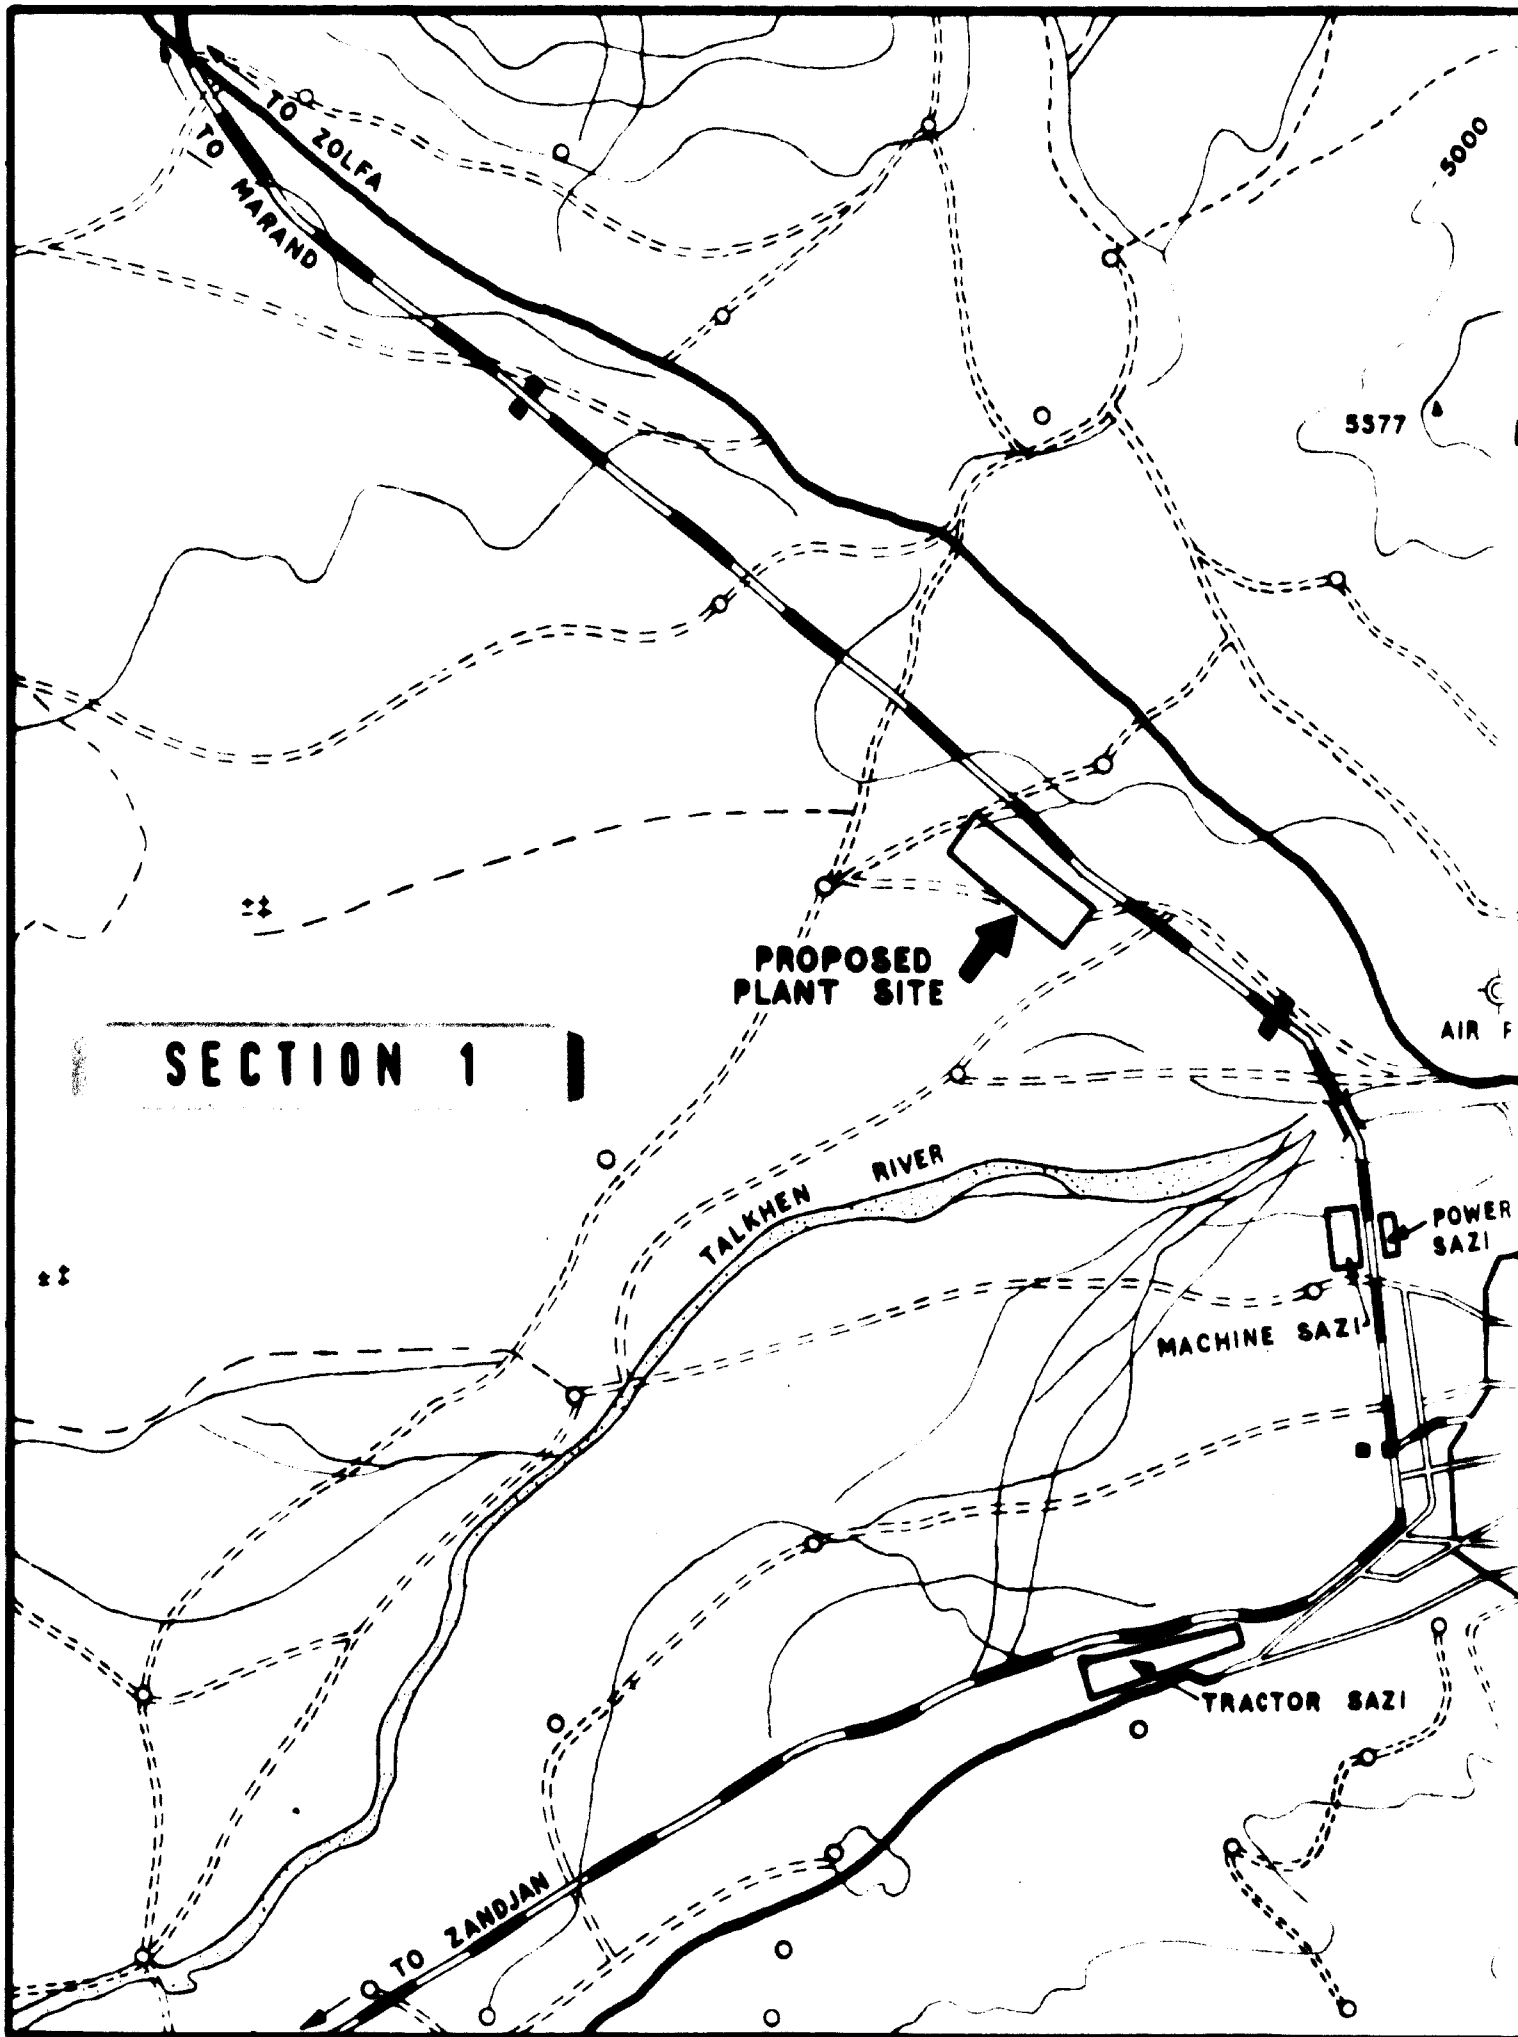 TO ZOLFA
TO MARAND
5000
5577
PROPOSED
PLANT SITE
AIR F
SECTION 1
TALKHEN RIVER
POWER
SAZI
MACHINE SAZI
TRACTOR SAZI
TO ZANDJAN